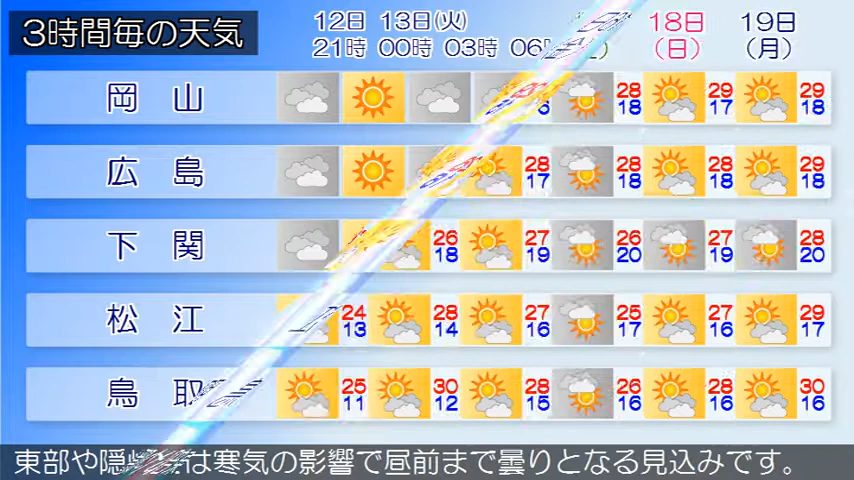 3時間毎の天気
12日 13日(火) 18日 19日
21時 00時 03時 (日) (月)
岡山 28 18 29 17 29 18
広島 28 17 28 18 28 18 29 18
下関 26 18 27 19 26 20 27 19 28 20
松江 24 13 28 14 27 16 25 17 27 16 29 17
鳥取 25 11 30 12 28 15 26 16 28 16 30 16
東部や隠岐では寒気の影響で昼前まで曇りとなる見込みです。